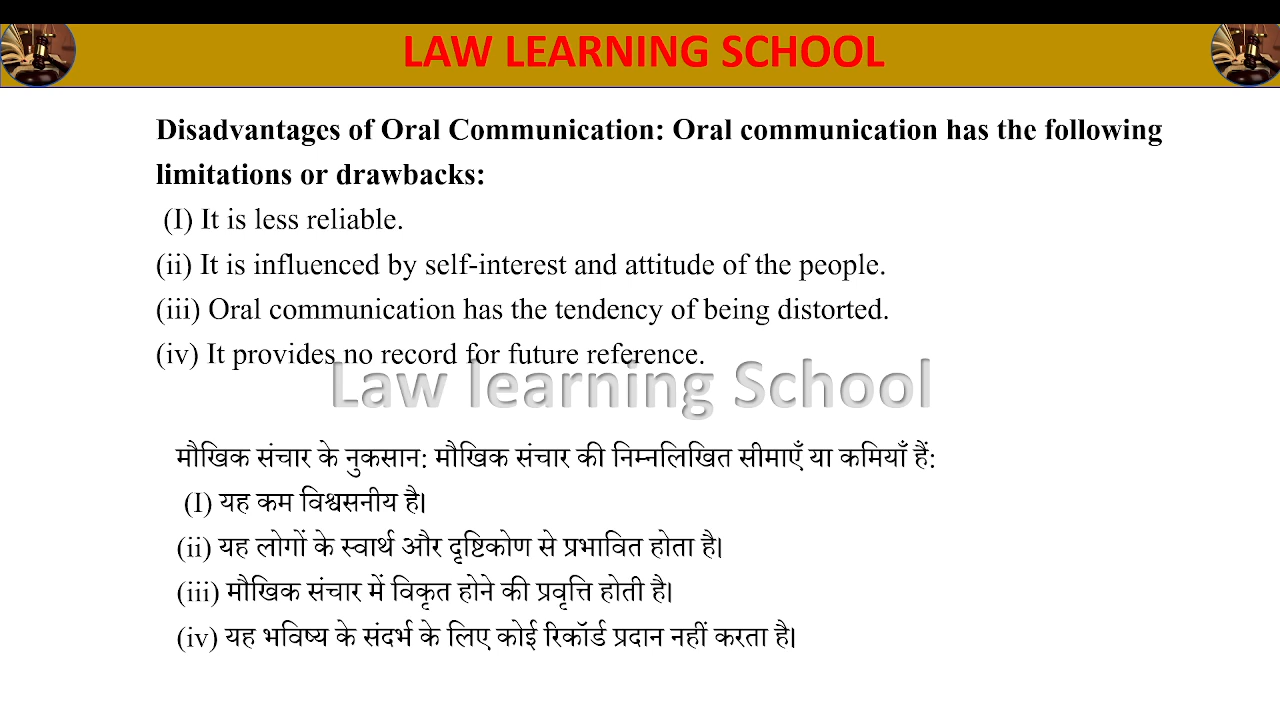 LAW LEARNING SCHOOL
Disadvantages of Oral Communication: Oral communication has the following
limitations or drawbacks:
(I) It is less reliable.
(ii) It is influenced by self-interest and attitude of the people.
(iii) Oral communication has the tendency of being distorted.
(iv) It provides no record for future reference.
Law learning School
मौखिक संचार के नुकसान: मौखिक संचार की निम्नलिखित सीमाएँ या कमियाँ हैं:
(I) यह कम विश्वसनीय है।
(ii) यह लोगों के स्वार्थ और दृष्टिकोण से प्रभावित होता है।
(iii) मौखिक संचार में विकृत होने की प्रवृत्ति होती है।
(iv) यह भविष्य के संदर्भ के लिए कोई रिकॉर्ड प्रदान नहीं करता है।